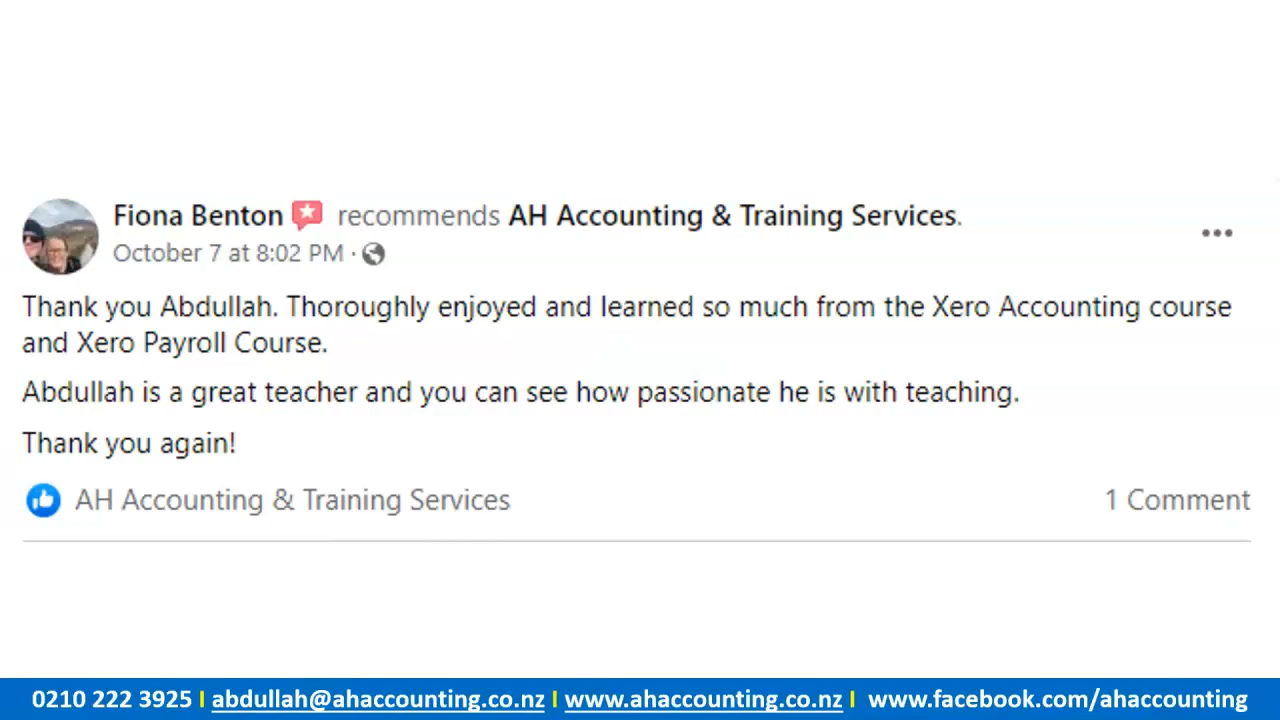 Fiona Benton recommends AH Accounting & Training Services.
October 7 at 8:02 PM ·
Thank you Abdullah. Thoroughly enjoyed and learned so much from the Xero Accounting course
and Xero Payroll Course.
Abdullah is a great teacher and you can see how passionate he is with teaching.
Thank you again!
AH Accounting & Training Services 1 Comment
0210 222 3925 I abdullah@ahaccounting.co.nz I www.ahaccounting.co.nz I www.facebook.com/ahaccounting